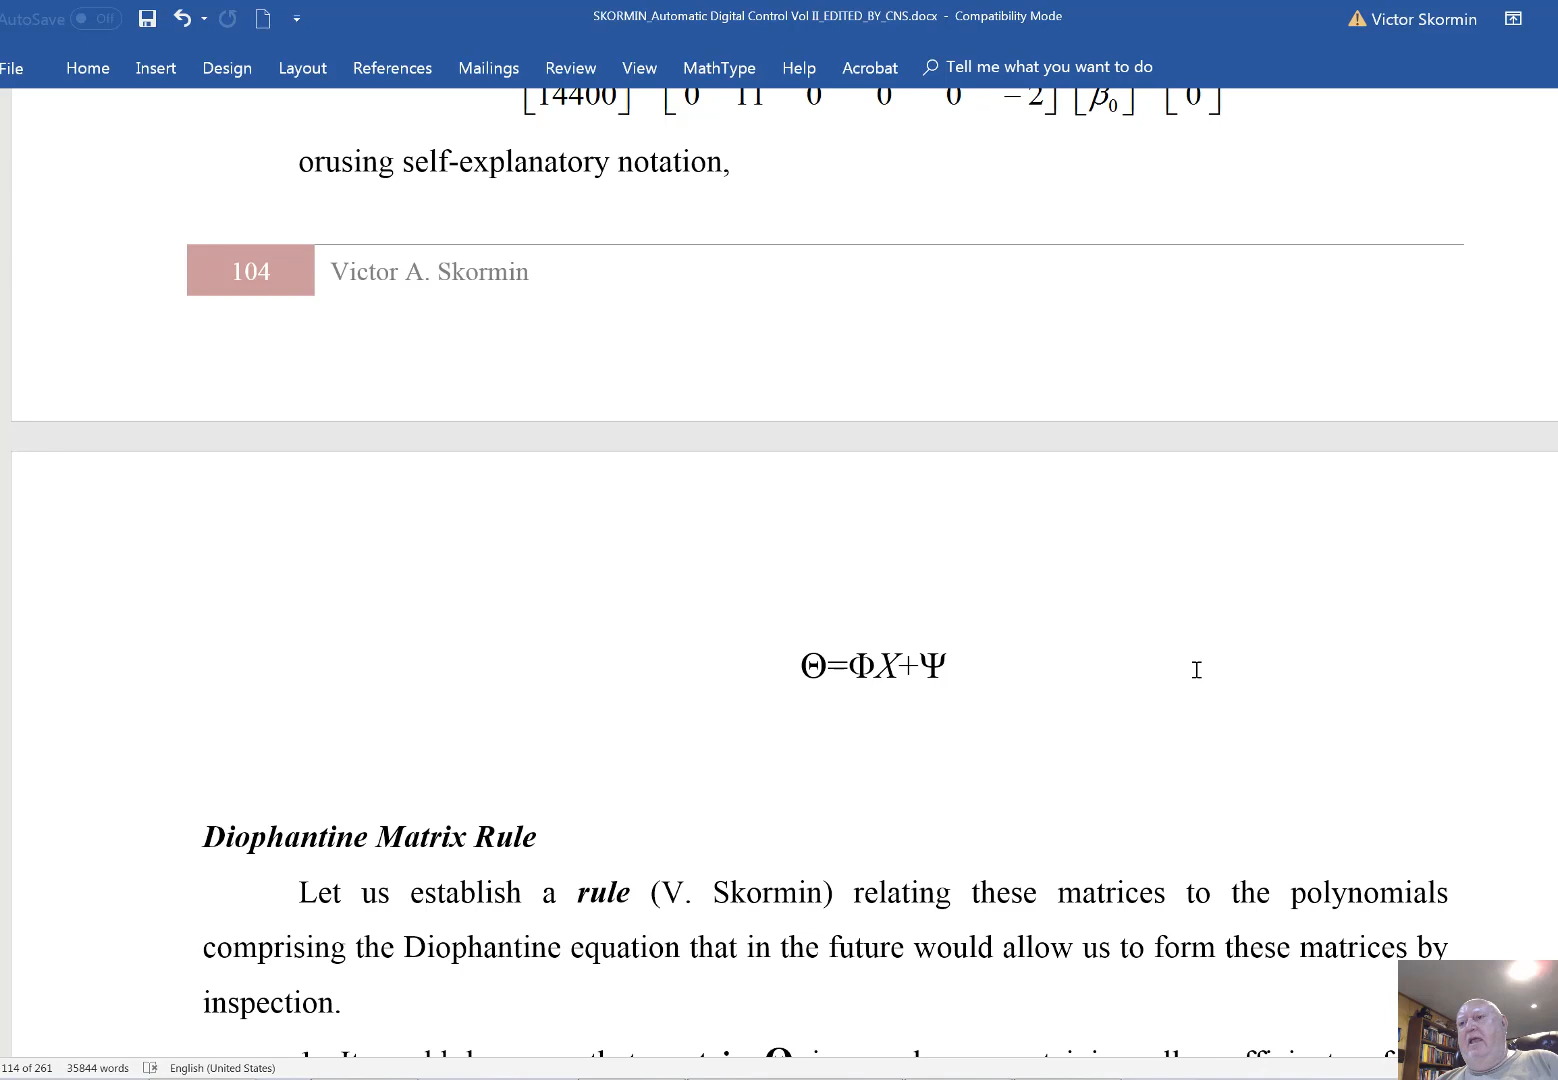 AutoSave Off SKORMIN_Automatic Digital Control Vol II_EDITED_BY_CNS.docx - Compatibility Mode Victor Skormin
File Home Insert Design Layout References Mailings Review View MathType Help Acrobat Tell me what you want to do
[14400] [0 11 0 0 0 −2] [β0] [0]
orusing self-explanatory notation,
104 Victor A. Skormin
Θ=ΦX+Ψ
Diophantine Matrix Rule
Let us establish a rule (V. Skormin) relating these matrices to the polynomials
comprising the Diophantine equation that in the future would allow us to form these matrices by
inspection.
114 of 261 35844 words English (United States)